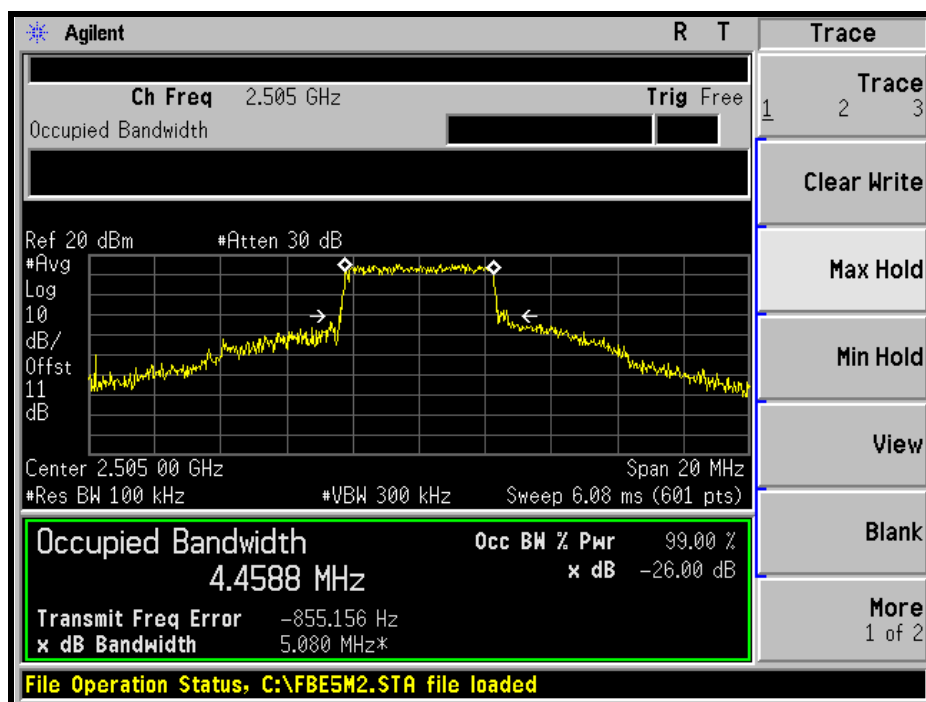 Agilent R T Trace
Ch Freq 2.505 GHz Trig Free
Occupied Bandwidth
Trace
1 2 3
Clear Write
Ref 20 dBm #Atten 30 dB
#Avg
Log
10
dB/
Offst
11
dB
Max Hold
Min Hold
View
Center 2.505 00 GHz Span 20 MHz
#Res BW 100 kHz #VBW 300 kHz Sweep 6.08 ms (601 pts)
Occupied Bandwidth Occ BW % Pwr 99.00 %
4.4588 MHz x dB -26.00 dB
Blank
Transmit Freq Error -855.156 Hz
x dB Bandwidth 5.080 MHz*
More
1 of 2
File Operation Status, C:\FBE5M2.STA file loaded